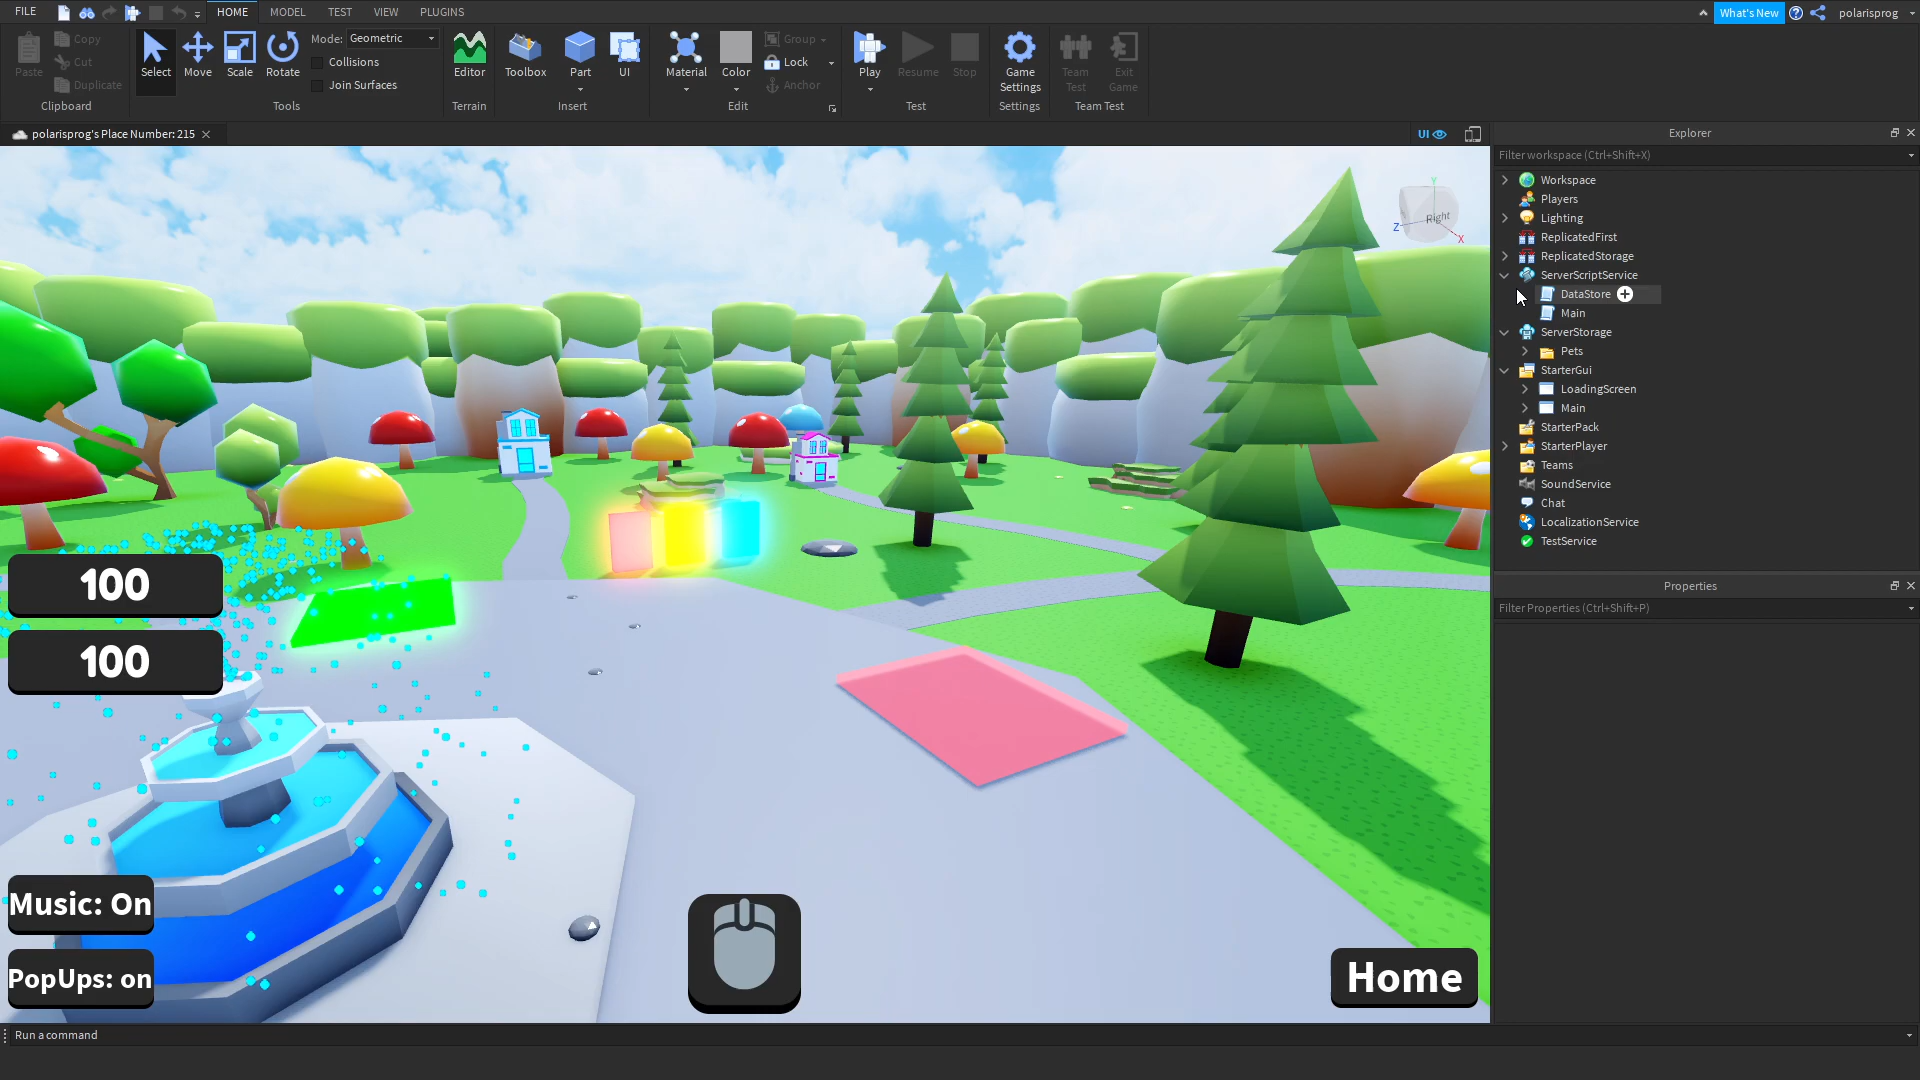 FILE
HOME
MODEL
TEST
VIEW
PLUGINS
What's New
polarisprog
Paste
Copy
Cut
Duplicate
Clipboard
Select
Move
Scale
Rotate
Mode: Geometric
Collisions
Join Surfaces
Tools
Editor
Terrain
Toolbox
Part
UI
Insert
Material
Color
Group
Lock
Anchor
Edit
Play
Resume
Stop
Test
Game
Settings
Settings
Team
Test
Exit
Game
Team Test
polarisprog's Place Number: 215
UI
Explorer
Filter workspace (Ctrl+Shift+X)
Workspace
Players
Lighting
ReplicatedFirst
ReplicatedStorage
ServerScriptService
DataStore
Main
ServerStorage
Pets
StarterGui
LoadingScreen
Main
StarterPack
StarterPlayer
Teams
SoundService
Chat
LocalizationService
TestService
Properties
Filter Properties (Ctrl+Shift+P)
Y
Z
Right
X
100
100
Music: On
PopUps: on
Home
Run a command